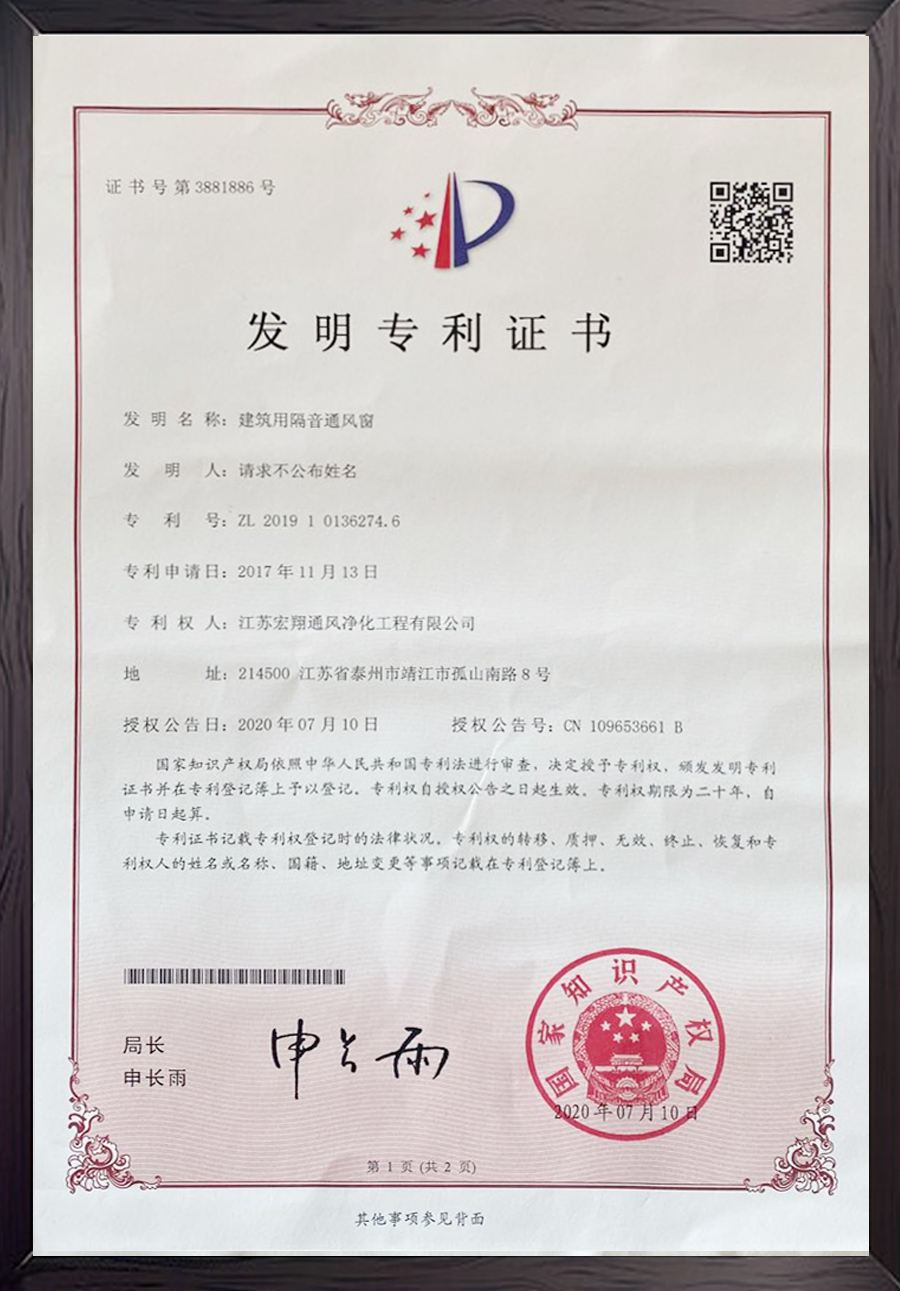 证书号第3881886号
发明专利证书
发明名称：建筑用隔音通风窗
发明人：请求不公布姓名
专利号：ZL 2019 1 0136274.6
专利申请日：2017年11月13日
专利权人：江苏宏翔通风净化工程有限公司
地址：214500 江苏省泰州市靖江市孤山南路8号
授权公告日：2020年07月10日 授权公告号：CN 109653661 B
国家知识产权局依照中华人民共和国专利法进行审查，决定授予专利权，颁发发明专利
证书并在专利登记簿上予以登记。专利权自授权公告之日起生效。专利权期限为二十年，自
申请日起算。
专利证书记载专利权登记时的法律状况。专利权的转移、质押、无效、终止、恢复和专
利权人的姓名或名称、国籍、地址变更等事项记载在专利登记簿上。
局长
申长雨
申长雨
国家知识产权局
2020年07月10日
第 1 页 (共 2 页)
其他事项参见背面